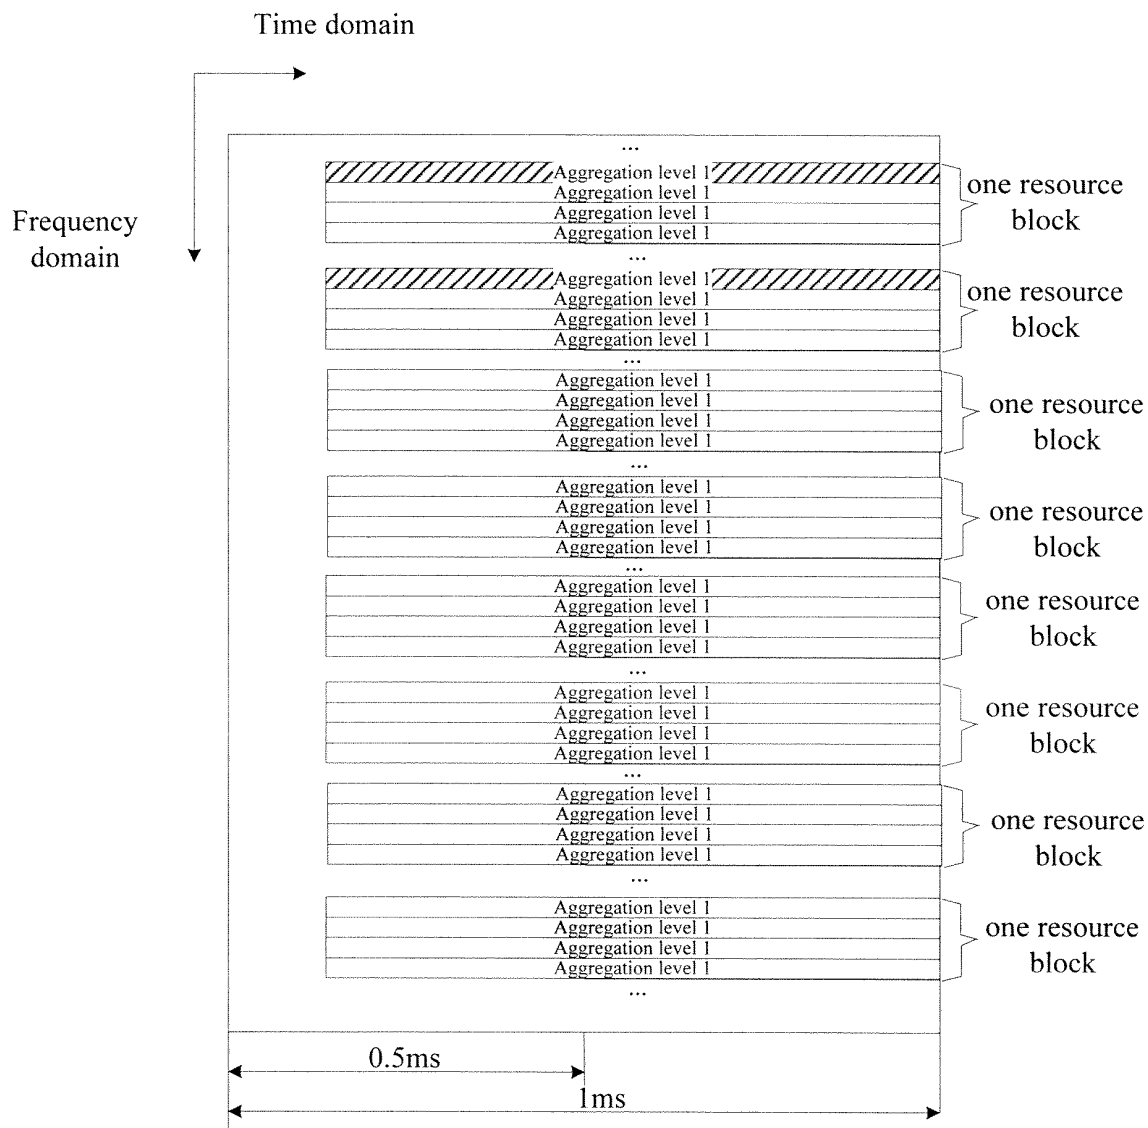 Time domain
Frequency
domain
...
Aggregation level 1
Aggregation level 1
Aggregation level 1
Aggregation level 1
one resource
block
...
Aggregation level 1
Aggregation level 1
Aggregation level 1
Aggregation level 1
one resource
block
...
Aggregation level 1
Aggregation level 1
Aggregation level 1
Aggregation level 1
one resource
block
...
Aggregation level 1
Aggregation level 1
Aggregation level 1
Aggregation level 1
one resource
block
...
Aggregation level 1
Aggregation level 1
Aggregation level 1
Aggregation level 1
one resource
block
...
Aggregation level 1
Aggregation level 1
Aggregation level 1
Aggregation level 1
one resource
block
...
Aggregation level 1
Aggregation level 1
Aggregation level 1
Aggregation level 1
one resource
block
...
Aggregation level 1
Aggregation level 1
Aggregation level 1
Aggregation level 1
one resource
block
...
0.5ms
1ms